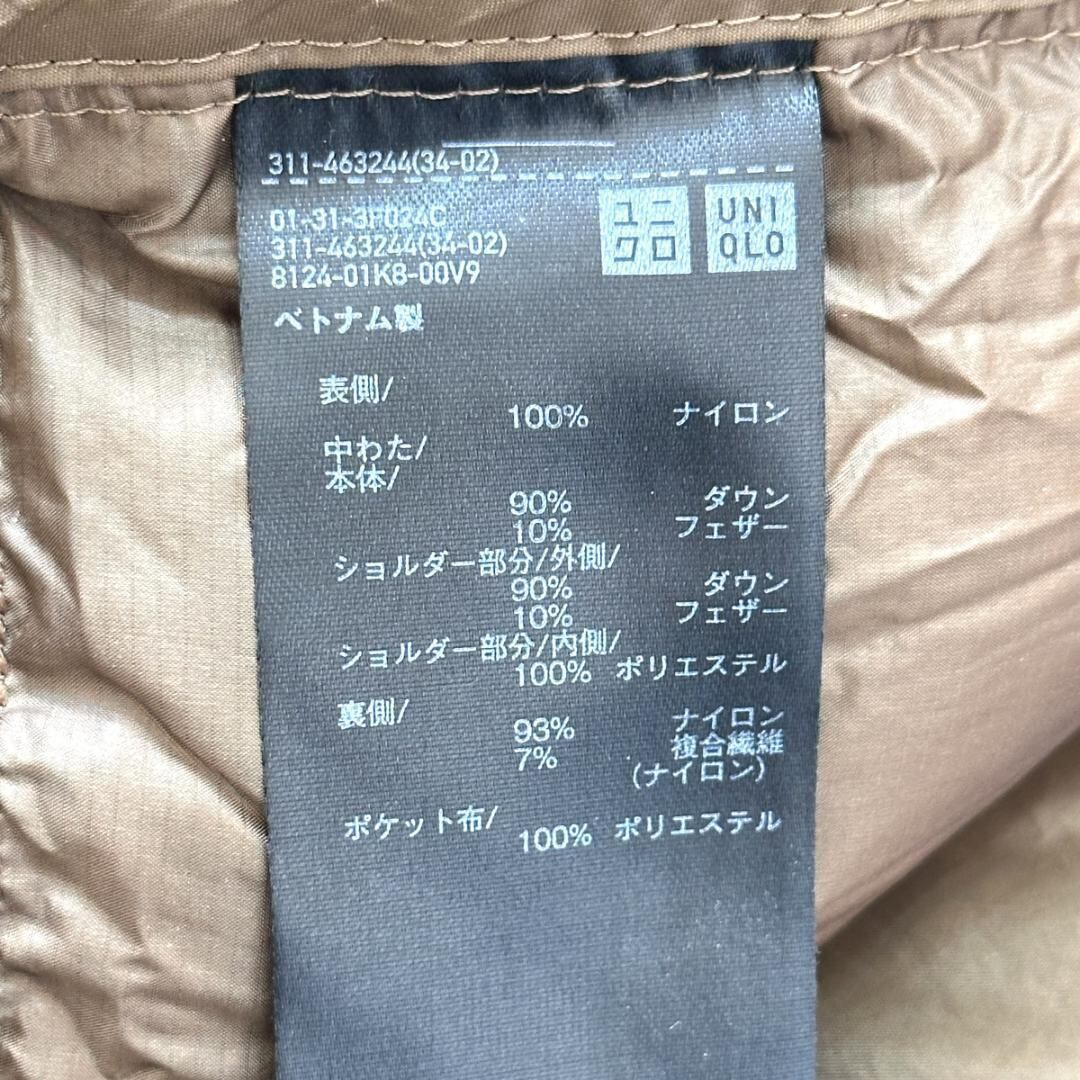 311-463244(34-02)
01-31-3F024C
311-463244(34-02)
8124-01K8-00V9
ユニ
クロ
UNI
QLO
ベトナム製
表側/
100% ナイロン
中わた/
本体/
90% ダウン
10% フェザー
ショルダー部分/外側/
90% ダウン
10% フェザー
ショルダー部分/内側/
100% ポリエステル
裏側/
93% ナイロン
7% 複合繊維
(ナイロン)
ポケット布/
100% ポリエステル